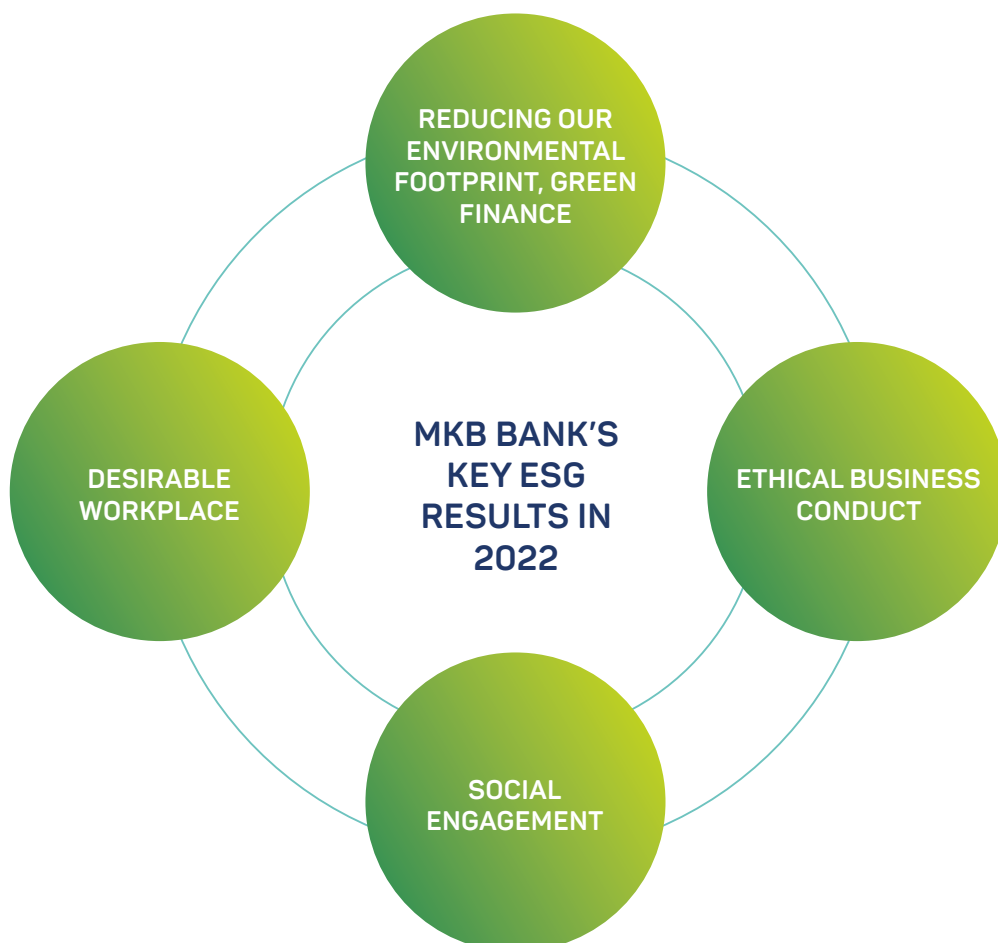 REDUCING OUR
ENVIRONMENTAL
FOOTPRINT, GREEN
FINANCE
DESIRABLE
WORKPLACE
MKB BANK’S
KEY ESG
RESULTS IN
2022
ETHICAL BUSINESS
CONDUCT
SOCIAL
ENGAGEMENT